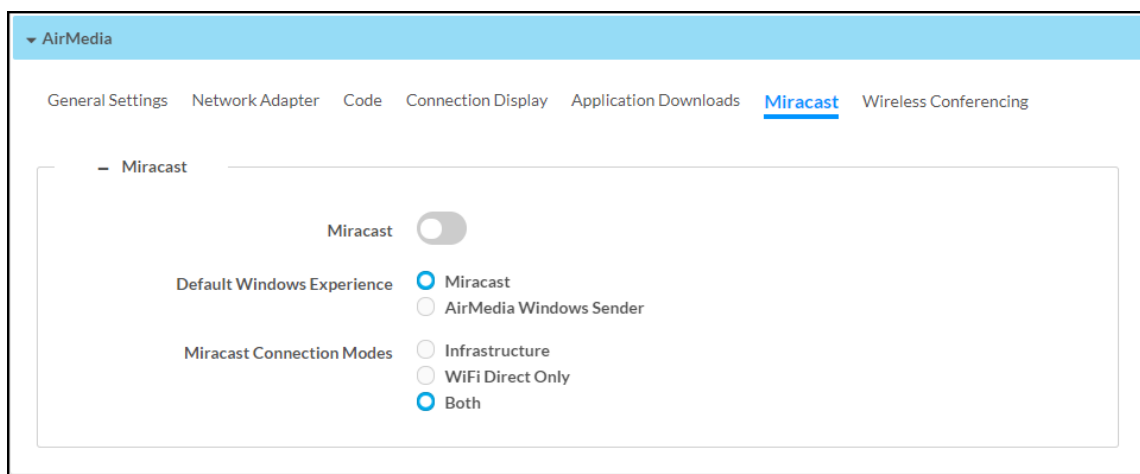 AirMedia
General Settings Network Adapter Code Connection Display Application Downloads Miracast Wireless Conferencing
Miracast
Miracast
Default Windows Experience Miracast
AirMedia Windows Sender
Miracast Connection Modes Infrastructure
WiFi Direct Only
Both